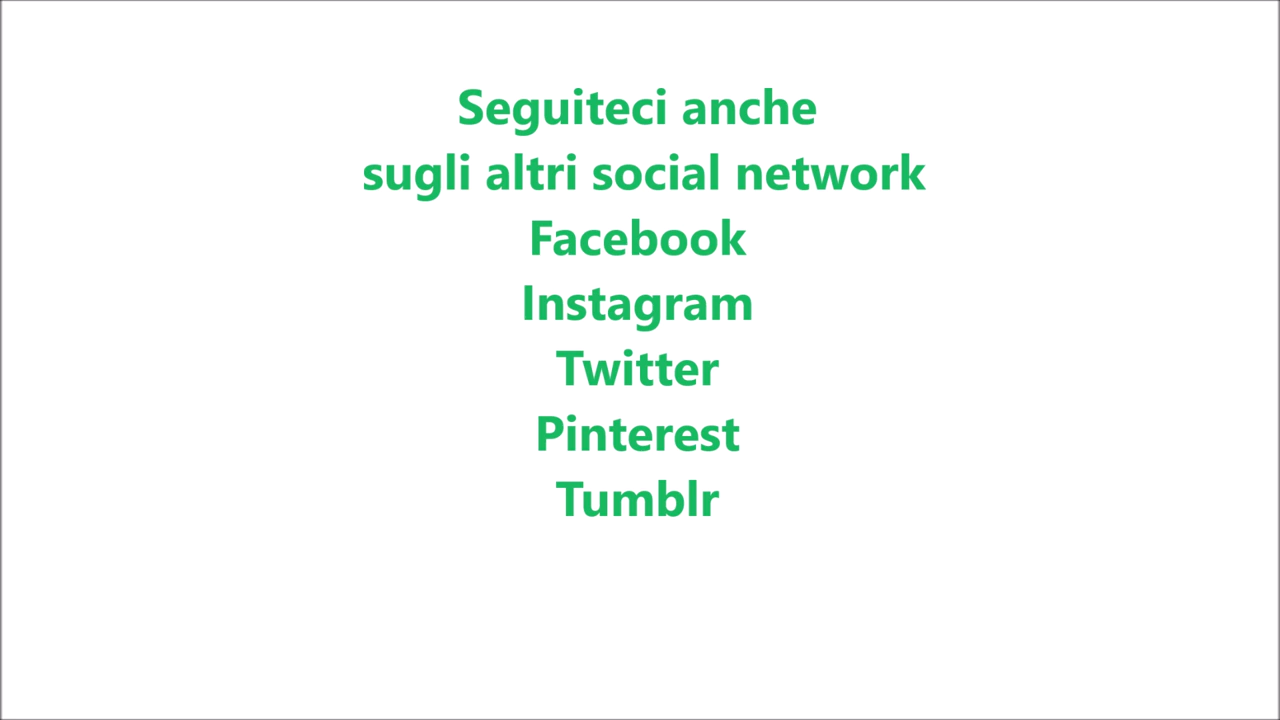 Seguiteci anche
sugli altri social network
Facebook
Instagram
Twitter
Pinterest
Tumblr